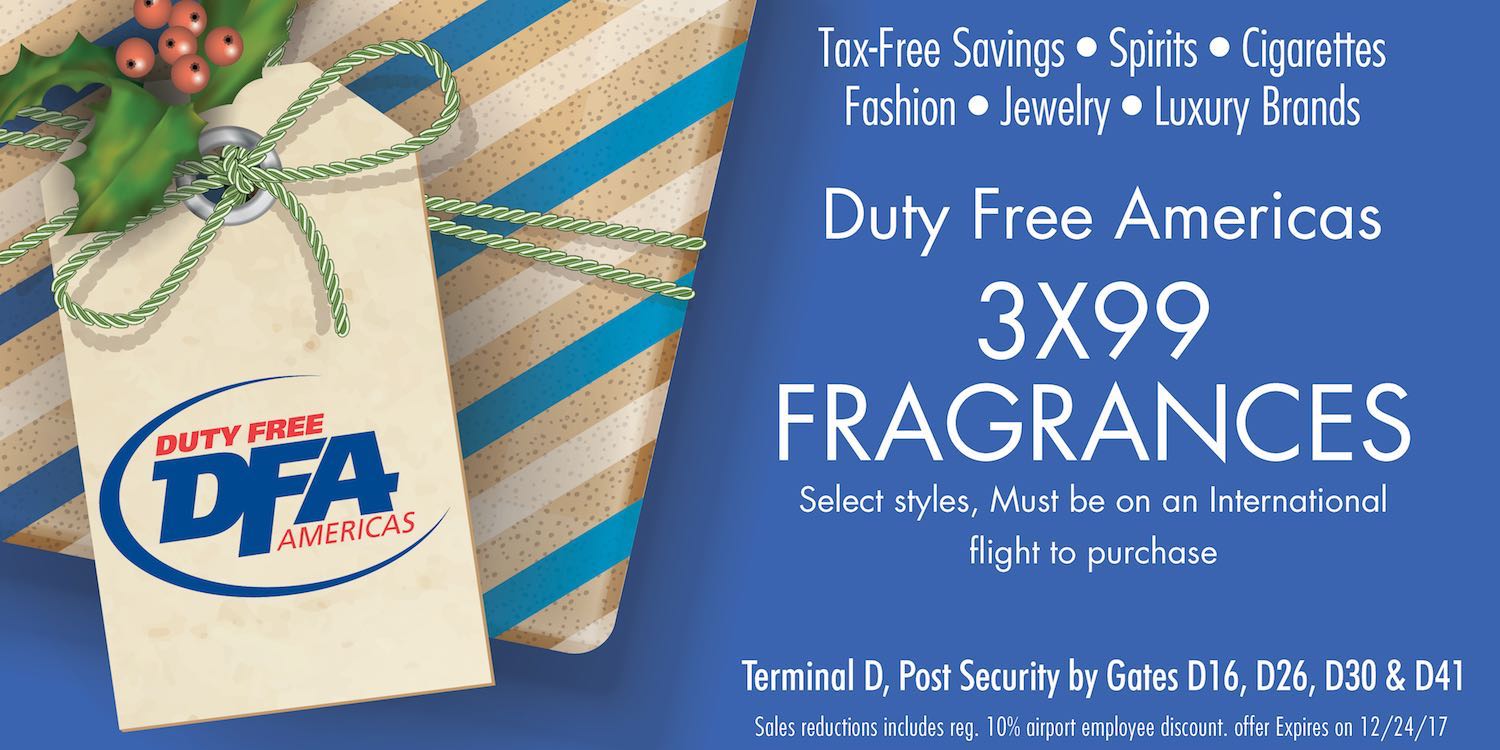 DUTY FREE
DFA
AMERICAS
Tax-Free Savings • Spirits • Cigarettes
Fashion • Jewelry • Luxury Brands
Duty Free Americas
3X99
FRAGRANCES
Select styles, Must be on an International
flight to purchase
Terminal D, Post Security by Gates D16, D26, D30 & D41
Sales reductions includes reg. 10% airport employee discount. offer Expires on 12/24/17